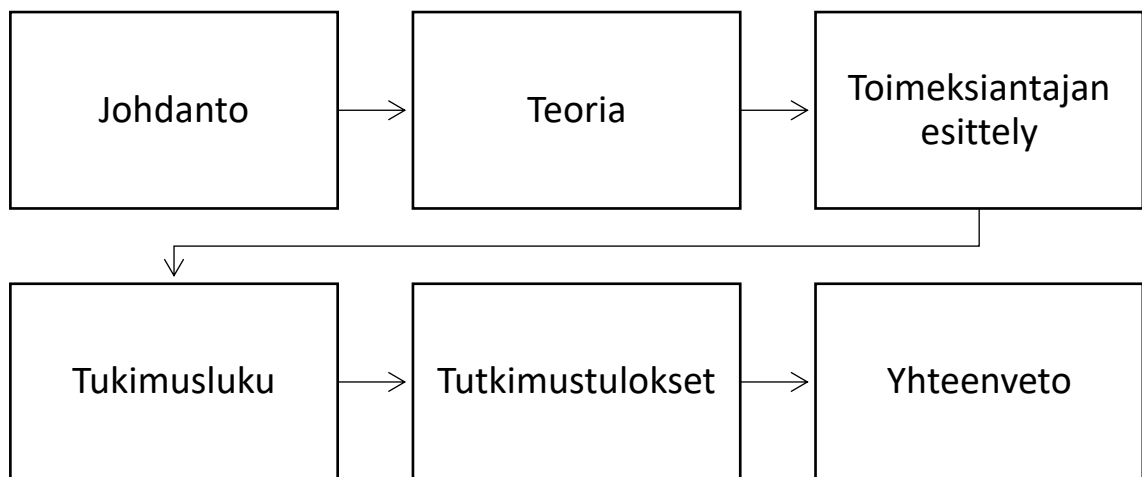 Johdanto
Teoria
Toimeksiantajan
esittely
Tukimusluku
Tutkimustulokset
Yhteenveto